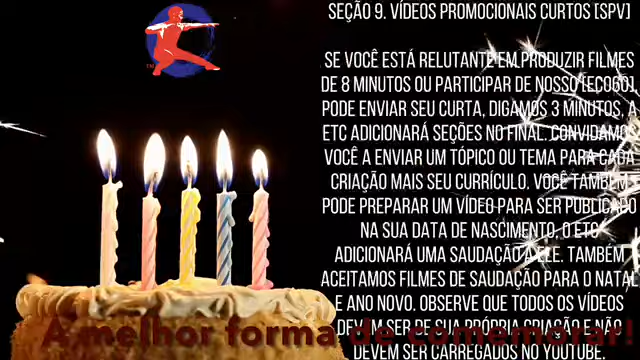 SEÇÃO 9. VÍDEOS PROMOCIONAIS CURTOS [SPV]
SE VOCÊ ESTÁ RELUTANTE EM PRODUZIR FILMES
DE 8 MINUTOS OU PARTICIPAR DE NOSSO [ECO60],
PODE ENVIAR SEU CURTA, DIGAMOS 3 MINUTOS, A
ETC ADICIONARÁ SEÇÕES NO FINAL. CONVIDAMOS
VOCÊ A ENVIAR UM TÓPICO OU TEMA PARA CADA
CRIAÇÃO MAIS SEU CURRÍCULO. VOCÊ TAMBÉM
PODE PREPARAR UM VÍDEO PARA SER PUBLICADO
NA SUA DATA DE NASCIMENTO, O ETC
ADICIONARÁ UMA SAUDAÇÃO A ELE. TAMBÉM
ACEITAMOS FILMES DE SAUDAÇÃO PARA O NATAL
E ANO NOVO. OBSERVE QUE TODOS OS VÍDEOS
DEVEM SER DE SUA PRÓPRIA CRIAÇÃO E NÃO
DEVEM SER CARREGADOS NO YOUTUBE.
A melhor forma de comemorar!